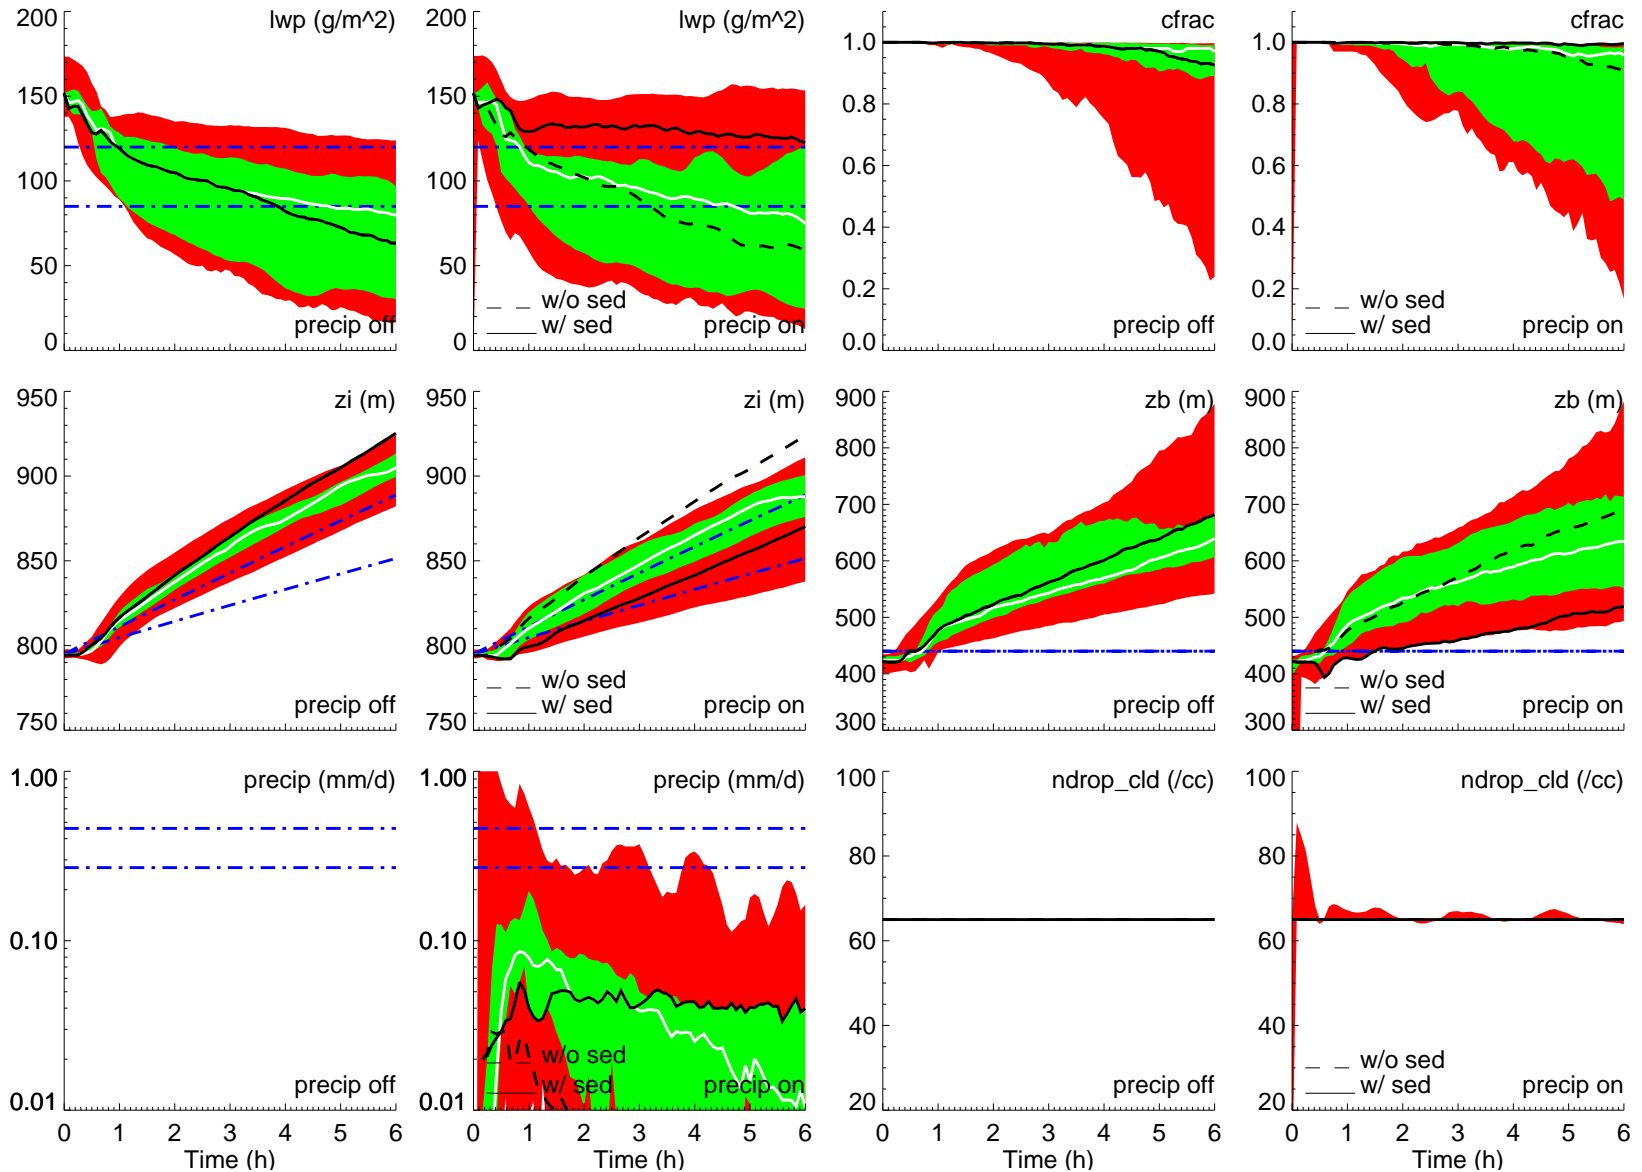 lwp (g/m^2)
200
150
100
50
0
precip off
lwp (g/m^2)
200
150
100
50
0
w/o sed
w/ sed
precip on
cfrac
1.0
0.8
0.6
0.4
0.2
0.0
precip off
cfrac
1.0
0.8
0.6
0.4
0.2
0.0
w/o sed
w/ sed
precip on
zi (m)
950
900
850
800
750
precip off
zi (m)
950
900
850
800
750
w/o sed
w/ sed
precip on
zb (m)
900
800
700
600
500
400
300
precip off
zb (m)
900
800
700
600
500
400
300
w/o sed
w/ sed
precip on
precip (mm/d)
1.00
0.10
0.01
precip off
0 1 2 3 4 5 6
Time (h)
precip (mm/d)
1.00
0.10
0.01
w/o sed
w/ sed
precip on
0 1 2 3 4 5 6
Time (h)
ndrop_cld (/cc)
100
80
60
40
20
precip off
0 1 2 3 4 5 6
Time (h)
ndrop_cld (/cc)
100
80
60
40
20
w/o sed
w/ sed
precip on
0 1 2 3 4 5 6
Time (h)